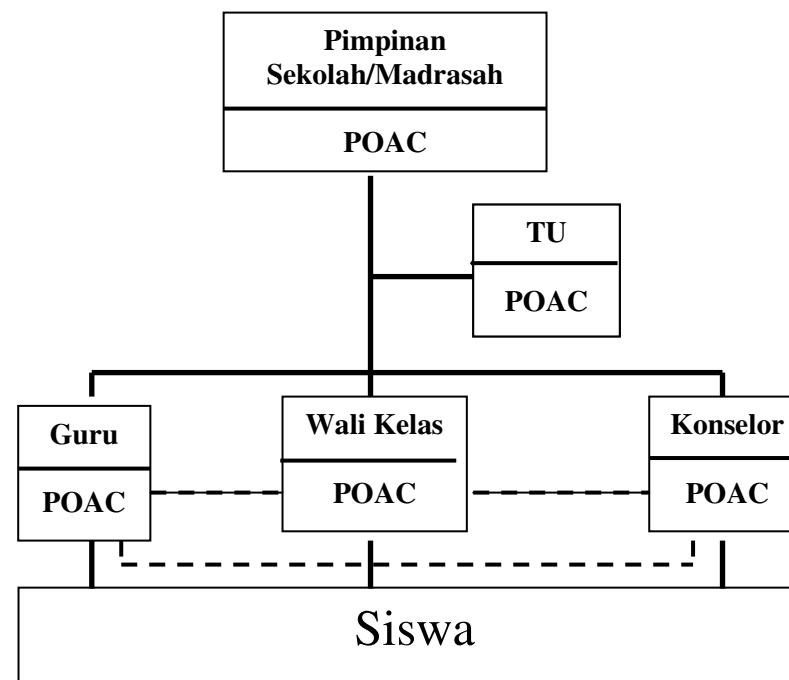 Pimpinan
Sekolah/Madrasah
POAC
TU
POAC
Guru
POAC
Wali Kelas
POAC
Konselor
POAC
Siswa